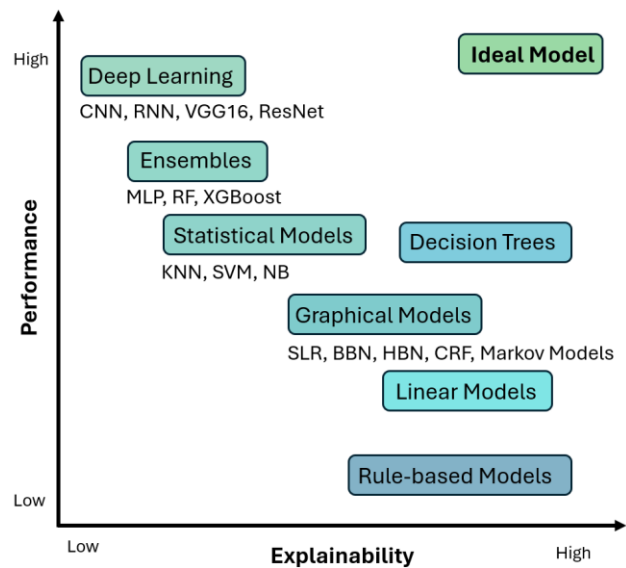 High
Ideal Model
Deep Learning
CNN, RNN, VGG16, ResNet
Ensembles
MLP, RF, XGBoost
Statistical Models
Decision Trees
KNN, SVM, NB
Performance
Graphical Models
SLR, BBN, HBN, CRF, Markov Models
Linear Models
Rule-based Models
Low
Low
Explainability
High